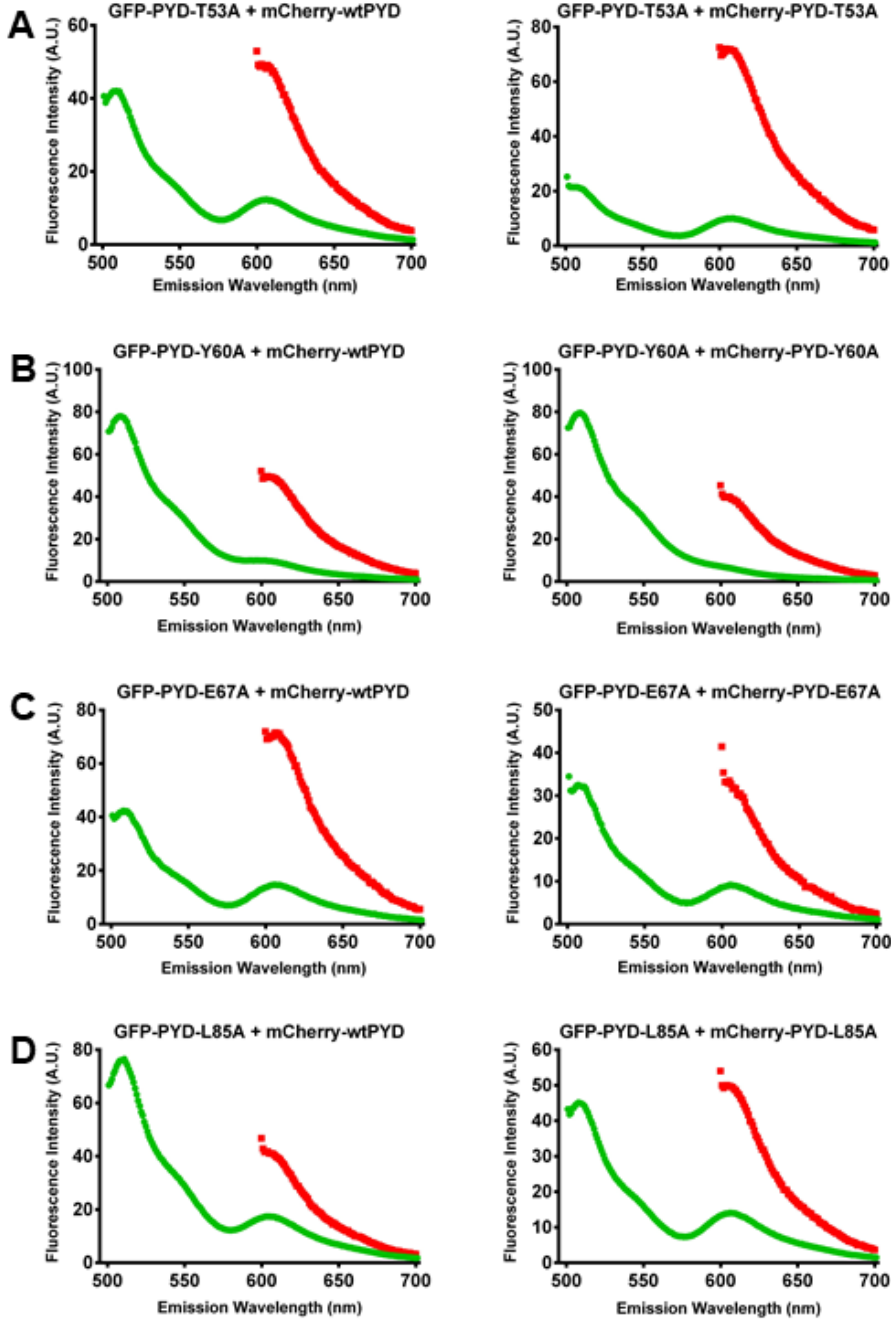 A
GFP-PYD-T53A + mCherry-wtPYD
Fluorescence Intensity (A.U.)
60
40
20
0
500 550 600 650 700
Emission Wavelength (nm)
GFP-PYD-T53A + mCherry-PYD-T53A
Fluorescence Intensity (A.U.)
80
60
40
20
0
500 550 600 650 700
Emission Wavelength (nm)
B
GFP-PYD-Y60A + mCherry-wtPYD
Fluorescence Intensity (A.U.)
100
80
60
40
20
0
500 550 600 650 700
Emission Wavelength (nm)
GFP-PYD-Y60A + mCherry-PYD-Y60A
Fluorescence Intensity (A.U.)
100
80
60
40
20
0
500 550 600 650 700
Emission Wavelength (nm)
C
GFP-PYD-E67A + mCherry-wtPYD
Fluorescence Intensity (A.U.)
80
60
40
20
0
500 550 600 650 700
Emission Wavelength (nm)
GFP-PYD-E67A + mCherry-PYD-E67A
Fluorescence Intensity (A.U.)
50
40
30
20
10
0
500 550 600 650 700
Emission Wavelength (nm)
D
GFP-PYD-L85A + mCherry-wtPYD
Fluorescence Intensity (A.U.)
80
60
40
20
0
500 550 600 650 700
Emission Wavelength (nm)
GFP-PYD-L85A + mCherry-PYD-L85A
Fluorescence Intensity (A.U.)
60
50
40
30
20
10
0
500 550 600 650 700
Emission Wavelength (nm)